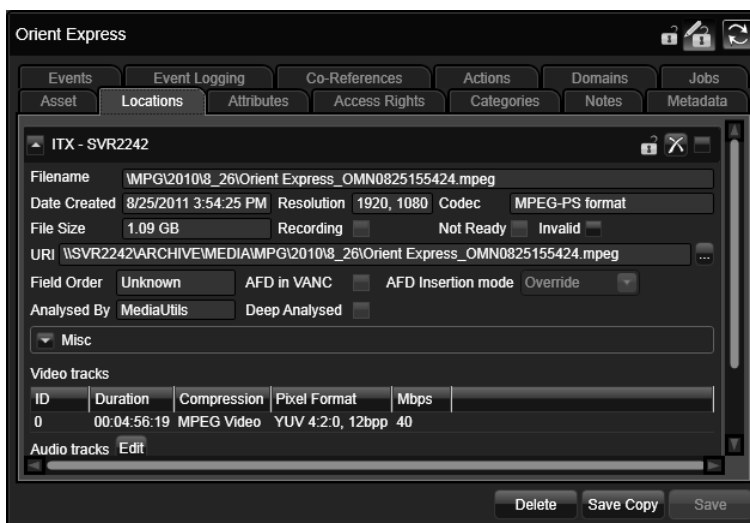 Orient Express
Events Event Logging Co-References Actions Domains Jobs
Asset Locations Attributes Access Rights Categories Notes Metadata
ITX - SVR2242
Filename \MPG\2010\8_26\Orient Express_OMN0825155424.mpeg
Date Created 8/25/2011 3:54:25 PM Resolution 1920, 1080 Codec MPEG-PS format
File Size 1.09 GB Recording Not Ready Invalid
URI \\SVR2242\ARCHIVE\MEDIA\MPG\2010\8_26\Orient Express_OMN0825155424.mpeg ...
Field Order Unknown AFD in VANC AFD Insertion mode Override
Analysed By MediaUtils Deep Analysed
Misc
Video tracks
ID Duration Compression Pixel Format Mbps
0 00:04:56:19 MPEG Video YUV 4:2:0, 12bpp 40
Audio tracks Edit
Delete Save Copy Save